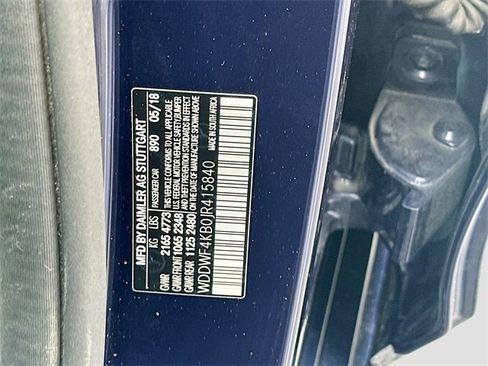 MFD BY DAIMLER AG STUTTGART
KG LBS PASSENGER CAR 890 05/18
GVWR 2165 4773 THIS VEHICLE CONFORMS TO ALL APPLICABLE
GAWR FRONT 1065 2348 U.S. FEDERAL MOTOR VEHICLE SAFETY/BUMPER
GAWR REAR 1125 2480 AND THEFT PREVENTION STANDARDS IN EFFECT
ON THE DATE OF MANUFACTURE SHOWN ABOVE.
WDDWF4KB0JR415840 MADE IN SOUTH AFRICA